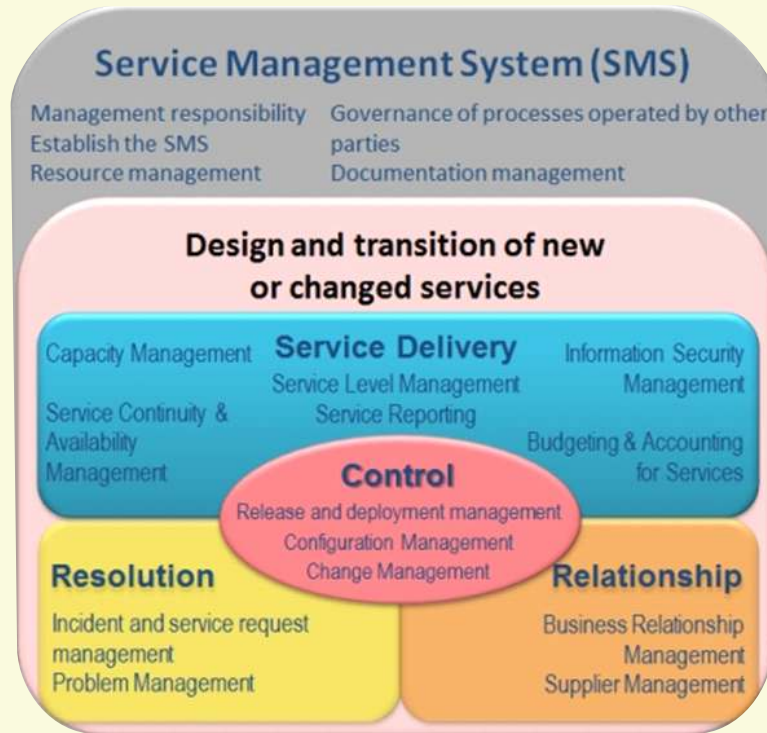 Service Management System (SMS)
Management responsibility
Establish the SMS
Resource management
Governance of processes operated by other
parties
Documentation management
Design and transition of new
or changed services
Service Delivery
Capacity Management
Service Continuity &
Availability
Management
Service Level Management
Service Reporting
Information Security
Management
Budgeting & Accounting
for Services
Control
Release and deployment management
Configuration Management
Change Management
Resolution
Incident and service request
management
Problem Management
Relationship
Business Relationship
Management
Supplier Management